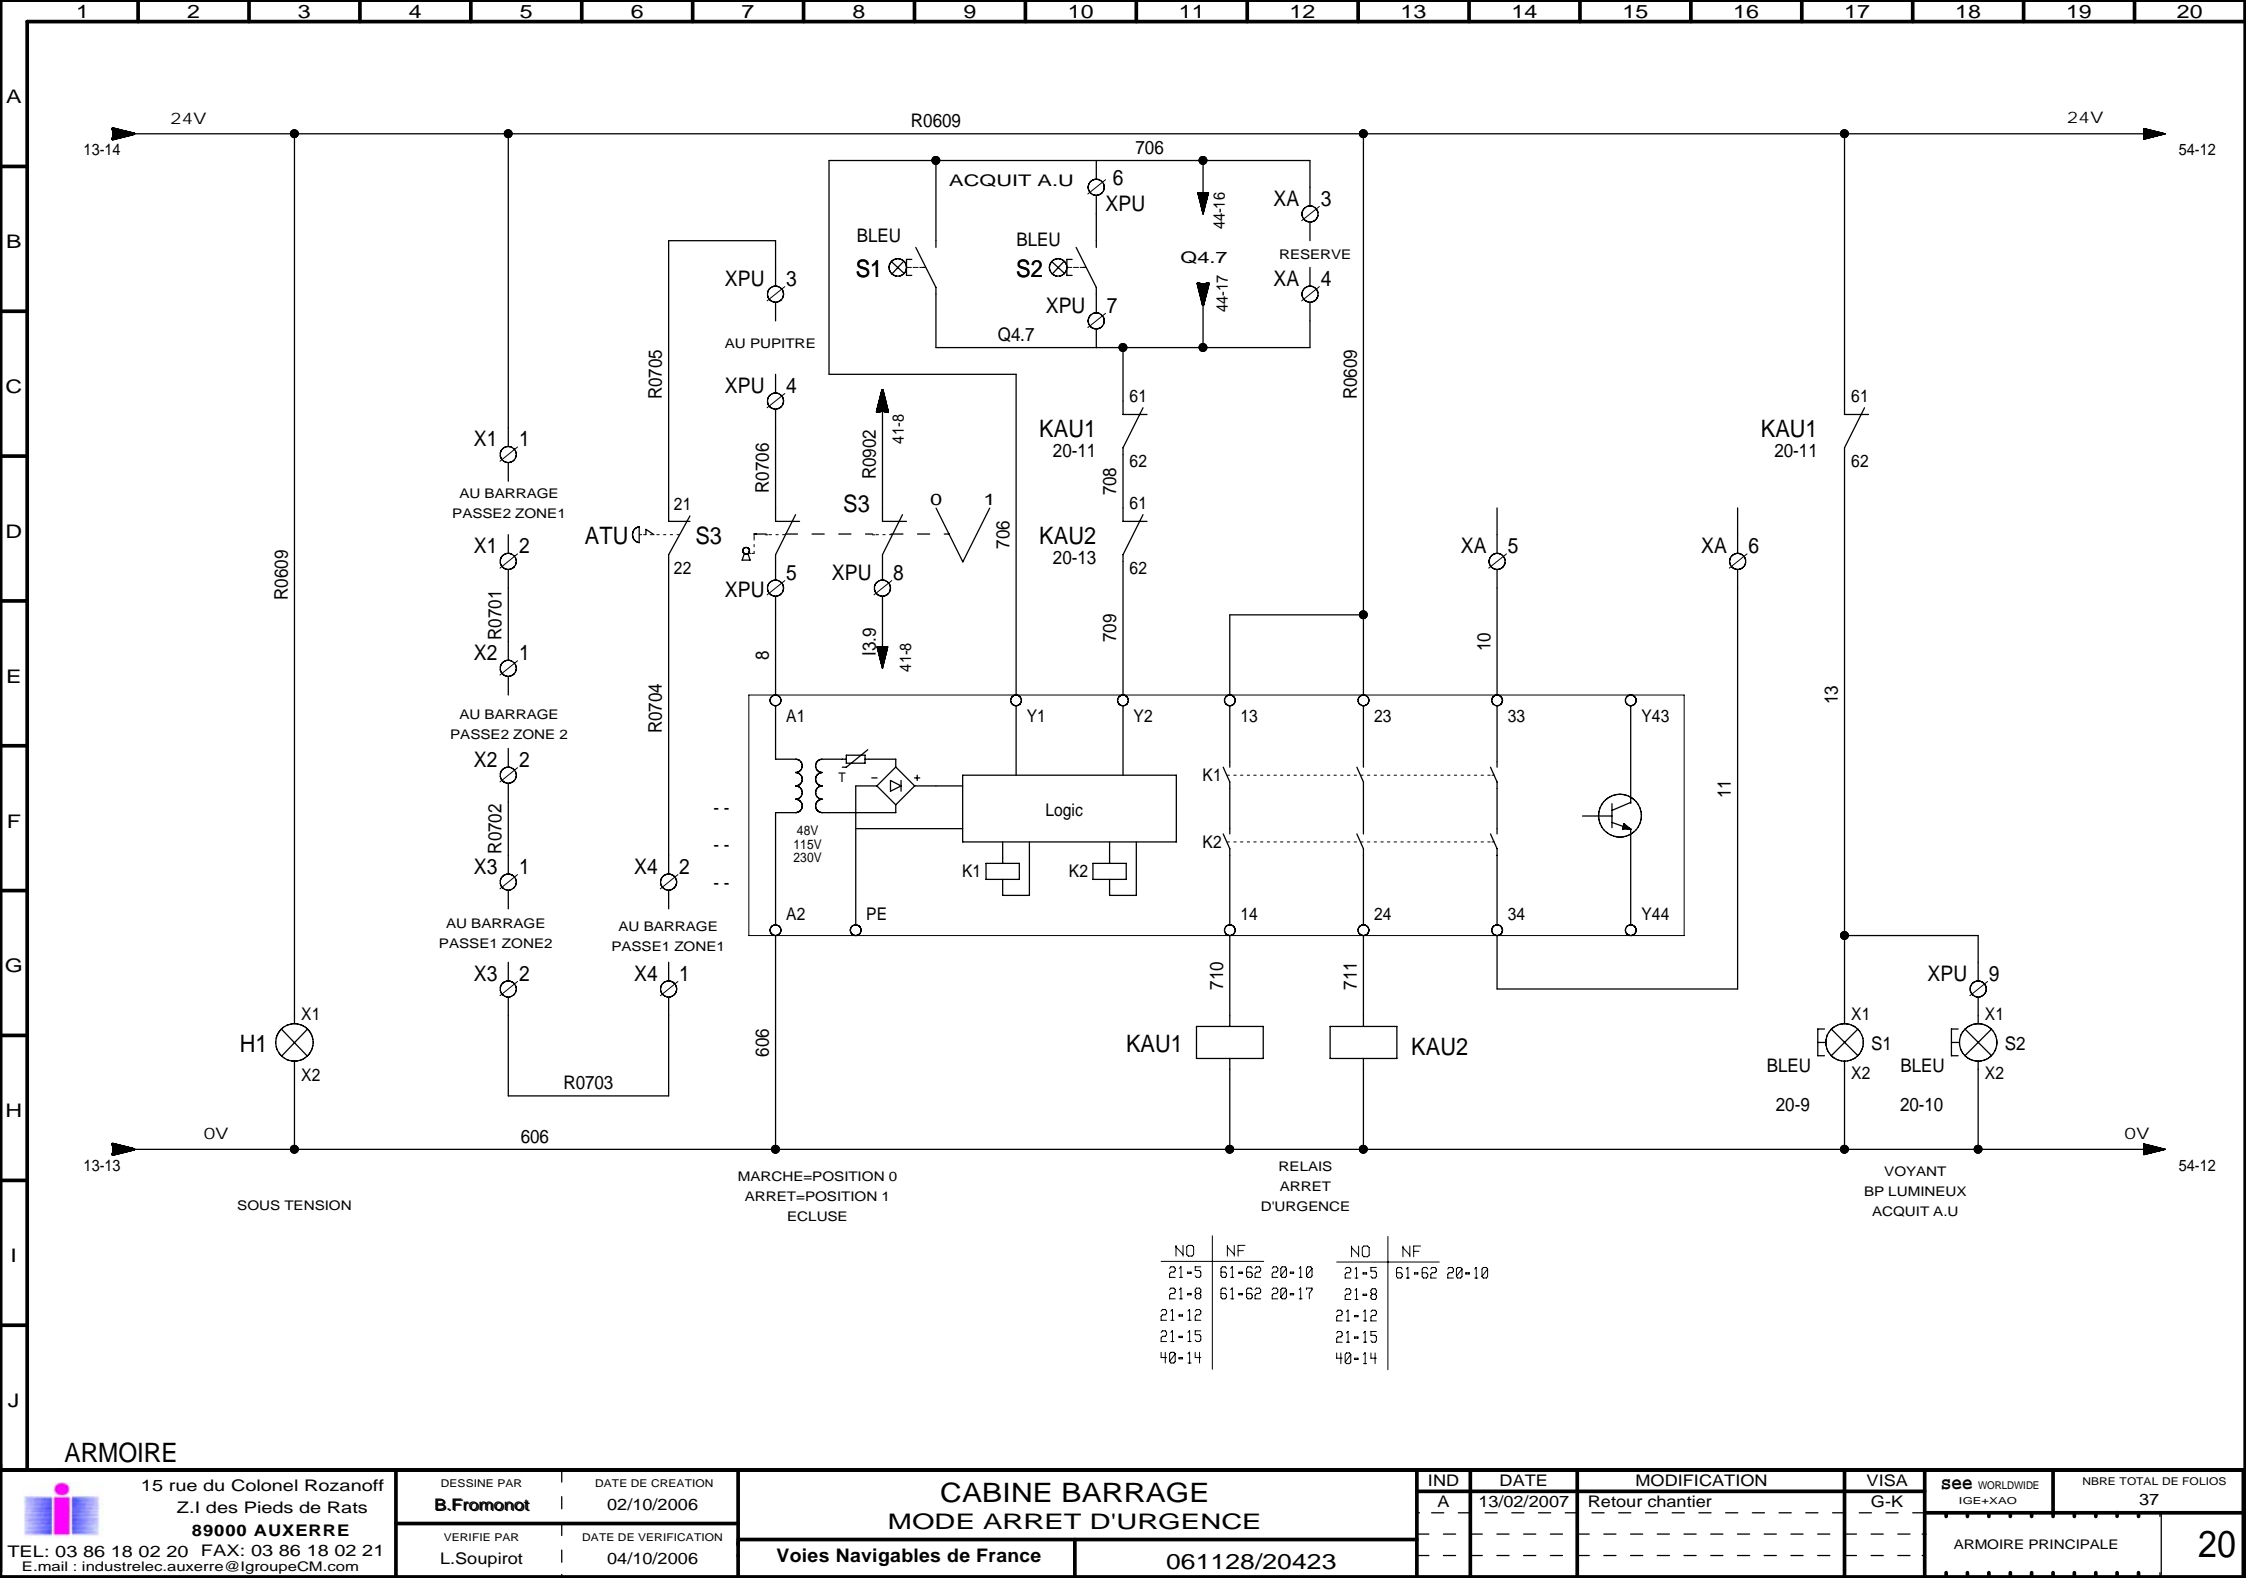 1 2 3 4 5 6 7 8 9 10 11 12 13 14 15 16 17 18 19 20
A
B
C
D
E
F
G
H
I
J
24V
R0609
24V
13-14
54-12
706
ACQUIT A.U
6
XPU
44-16
XA 3
BLEU
S1
BLEU
S2
Q4.7
RESERVE
XPU 3
XPU 7
44-17
XA 4
Q4.7
AU PUPITRE
R0705
R0609
XPU 4
41-8
R0902
R0706
X1 1
61
KAU1
20-11
62
708
61
KAU1
20-11
62
AU BARRAGE
PASSE2 ZONE1
21
ATU
S3
22
S3
0 1
706
61
KAU2
20-13
62
X1 2
XPU 5
XPU 8
XA 5
XA 6
R0609
R0701
8
I3.9
41-8
709
10
X2 1
R0704
13
A1
Y1
Y2
13
23
33
Y43
AU BARRAGE
PASSE2 ZONE 2
X2 2
T
-
+
K1
Logic
11
R0702
- -
- -
- -
48V
115V
230V
K2
K1
K2
X3 1
X4 2
A2
PE
14
24
34
Y44
AU BARRAGE
PASSE1 ZONE2
AU BARRAGE
PASSE1 ZONE1
X3 2
X4 1
710
711
XPU 9
X1
H1
X2
606
KAU1
KAU2
X1
S1
BLEU
X2
X1
S2
BLEU
X2
R0703
20-9
20-10
0V
606
0V
13-13
54-12
SOUS TENSION
MARCHE=POSITION 0
ARRET=POSITION 1
ECLUSE
RELAIS
ARRET
D'URGENCE
VOYANT
BP LUMINEUX
ACQUIT A.U
NO NF
21-5 61-62 20-10
21-8 61-62 20-17
21-12
21-15
40-14
NO NF
21-5 61-62 20-10
21-8
21-12
21-15
40-14
ARMOIRE
15 rue du Colonel Rozanoff
Z.I des Pieds de Rats
89000 AUXERRE
TEL: 03 86 18 02 20 FAX: 03 86 18 02 21
E.mail : industrelec.auxerre@IgroupeCM.com
DESSINE PAR
B.Fromonot
DATE DE CREATION
02/10/2006
VERIFIE PAR
L.Soupirot
DATE DE VERIFICATION
04/10/2006
CABINE BARRAGE
MODE ARRET D'URGENCE
Voies Navigables de France
061128/20423
IND DATE MODIFICATION VISA
A 13/02/2007 Retour chantier G-K
see WORLDWIDE
IGE+XAO
NBRE TOTAL DE FOLIOS
37
ARMOIRE PRINCIPALE
20